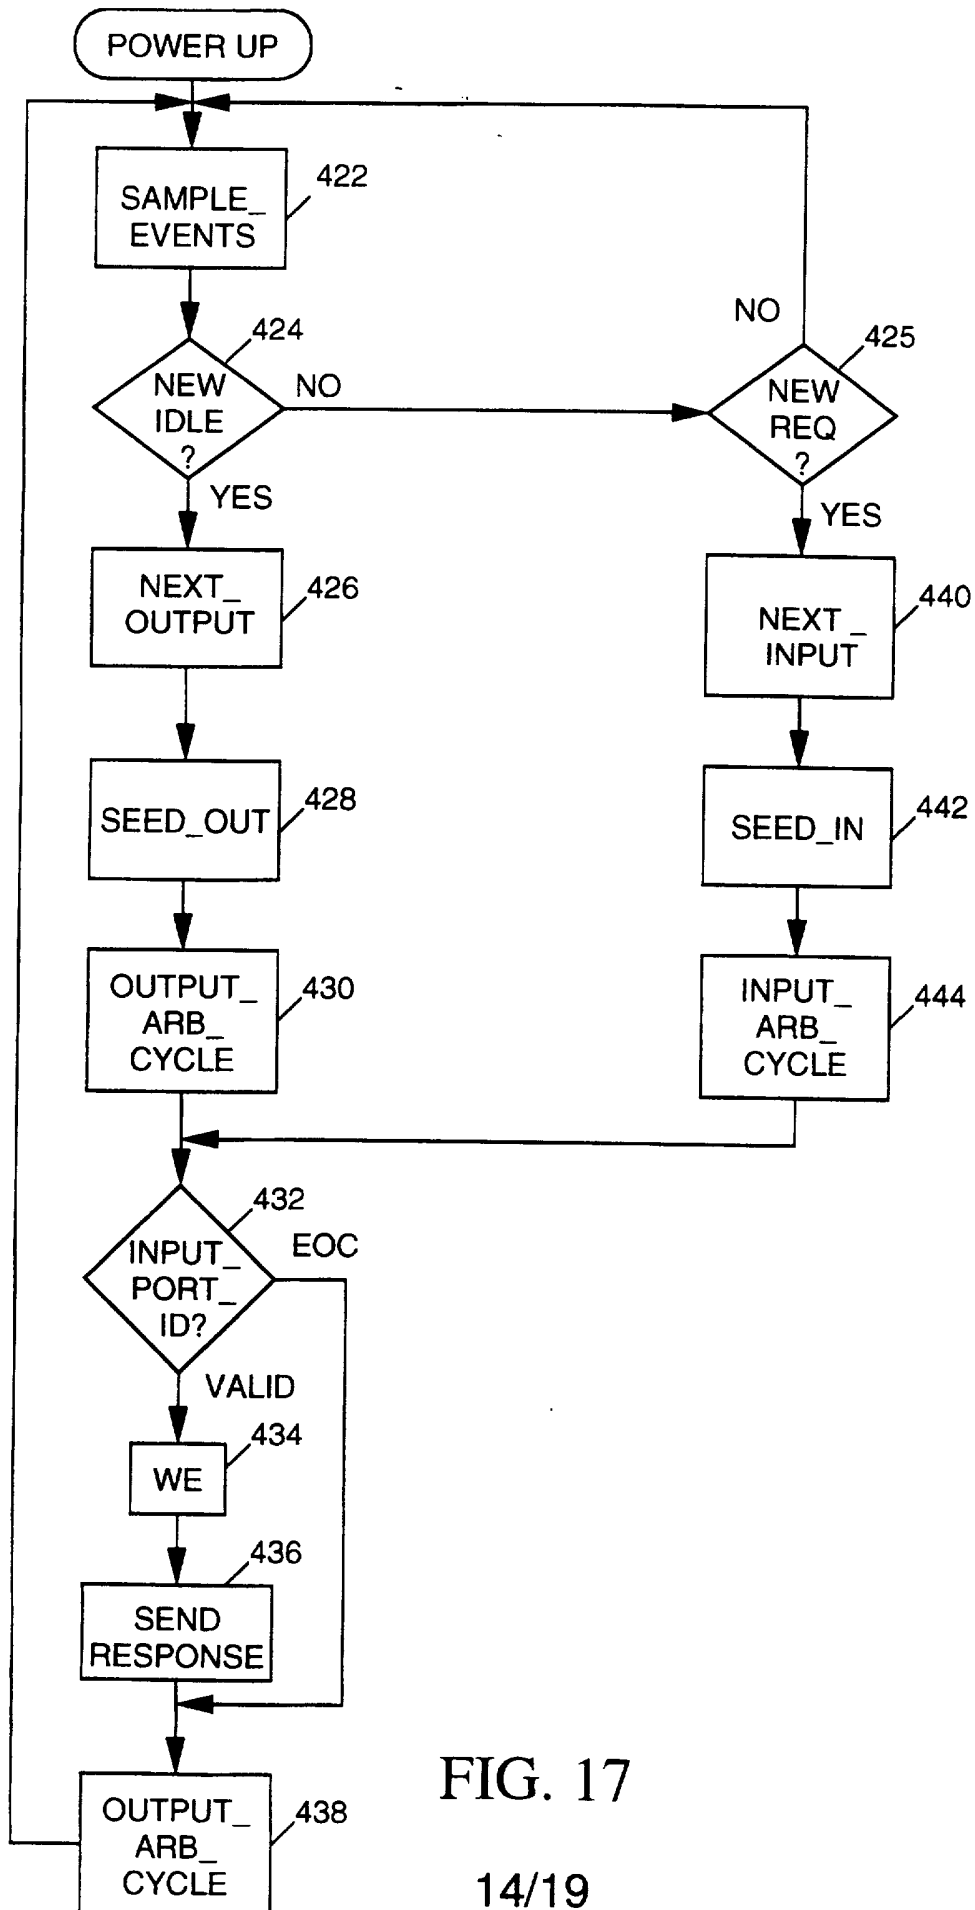 POWER UP
SAMPLE_
EVENTS
422
424
NEW
IDLE
?
NO
YES
NO
425
NEW
REQ
?
YES
NEXT_
OUTPUT
426
NEXT_
INPUT
440
SEED_OUT
428
SEED_IN
442
OUTPUT_
ARB_
CYCLE
430
INPUT_
ARB_
CYCLE
444
432
INPUT_
PORT_
ID?
EOC
VALID
434
WE
436
SEND
RESPONSE
OUTPUT_
ARB_
CYCLE
438
FIG. 17
14/19